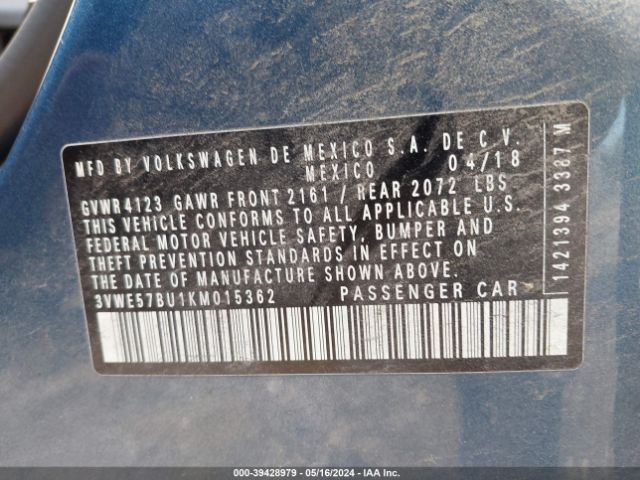 MFD BY VOLKSWAGEN DE MEXICO S.A. DE C.V.
MEXICO 04/18
GVWR 4123 GAWR FRONT 2161 / REAR 2072 LBS
THIS VEHICLE CONFORMS TO ALL APPLICABLE U.S.
FEDERAL MOTOR VEHICLE SAFETY, BUMPER AND
THEFT PREVENTION STANDARDS IN EFFECT ON
THE DATE OF MANUFACTURE SHOWN ABOVE.
3VWE57BU1KM015362 PASSENGER CAR
1421394 3387 M
000-39428979 - 05/16/2024 - IAA Inc.